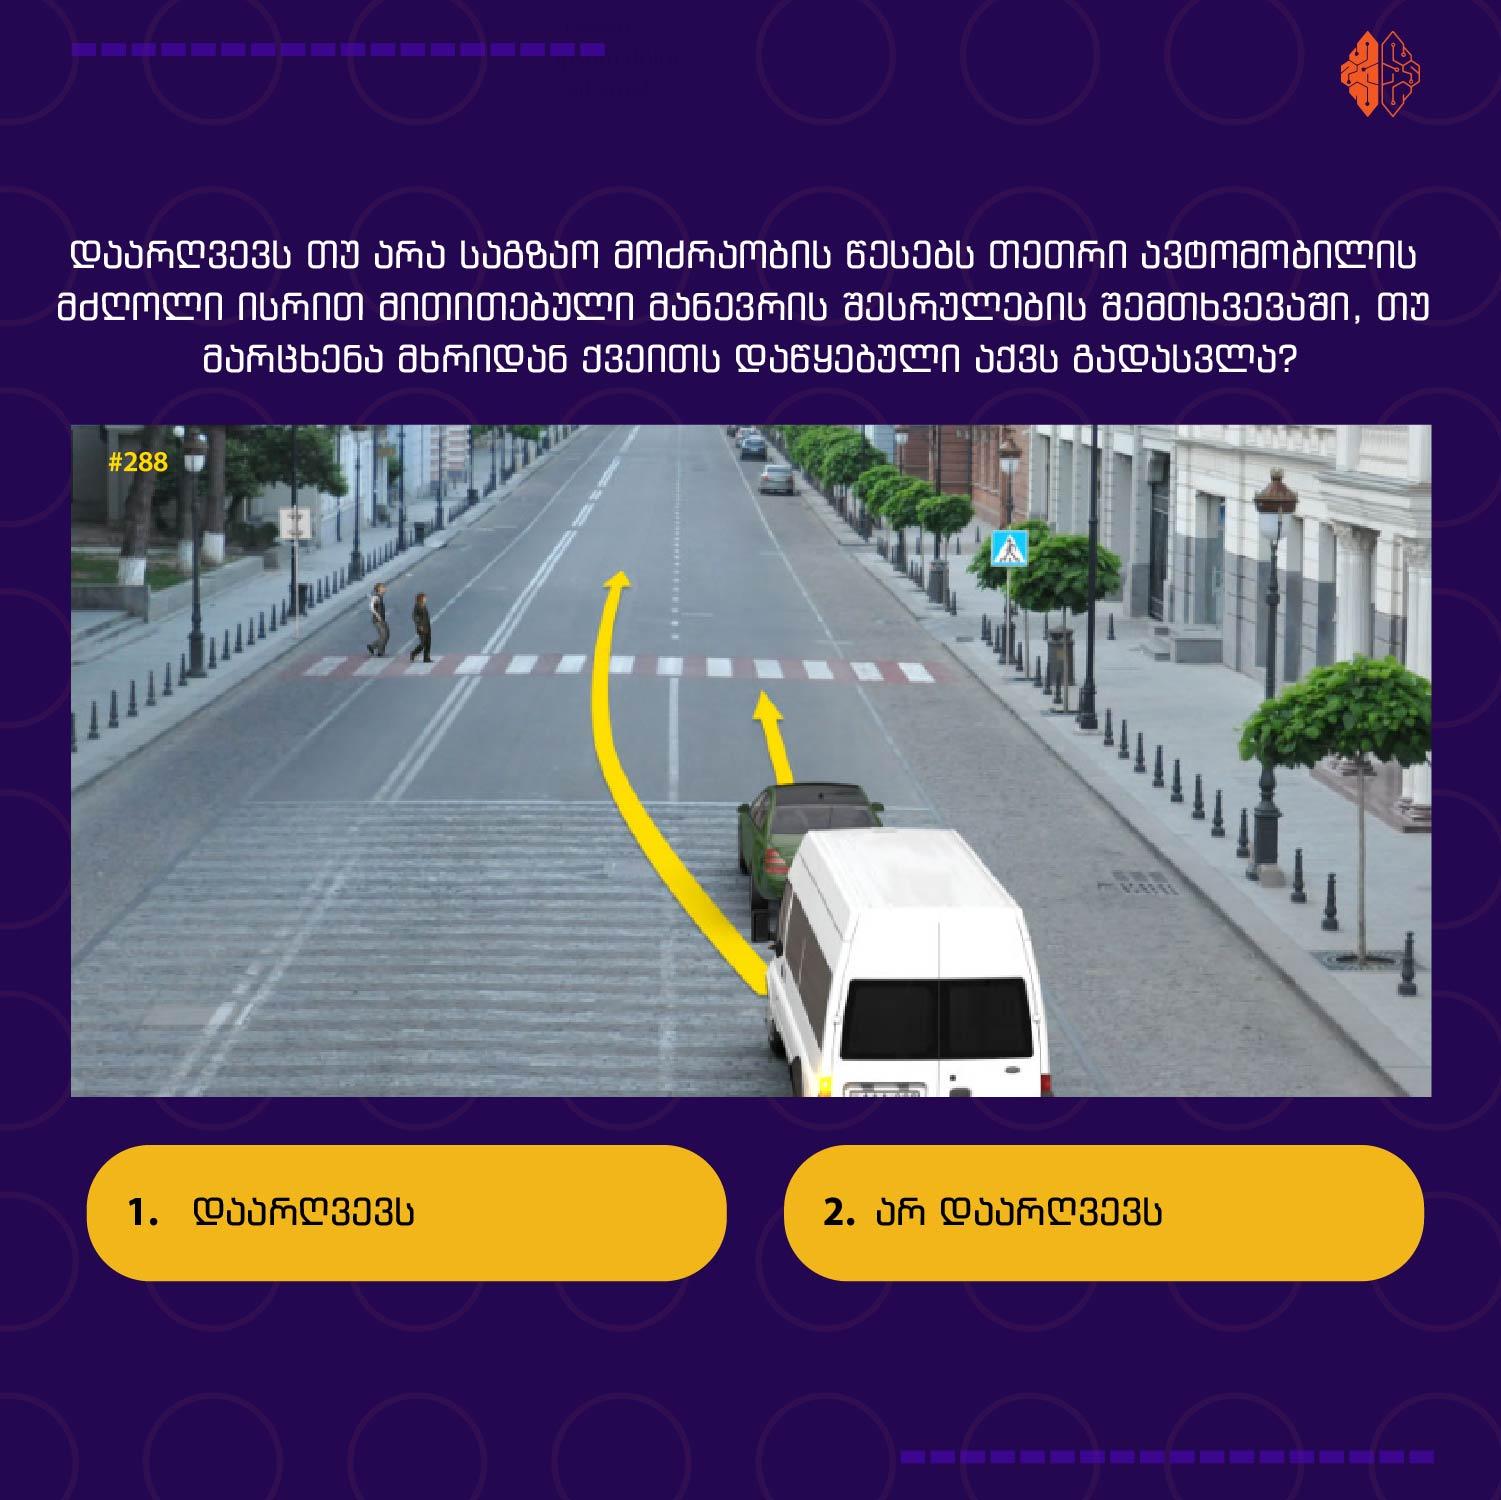 დაარღვევს თუ არა საგზაო მოძრაობის წესებს თეთრი ავტომობილის
მძღოლი ისრით მითითებული მანევრის შესრულების შემთხვევაში, თუ
მარცხენა მხრიდან ქვეითს დაწყებული აქვს გადასვლა?
#288
1. დაარღვევს
2. არ დაარღვევს